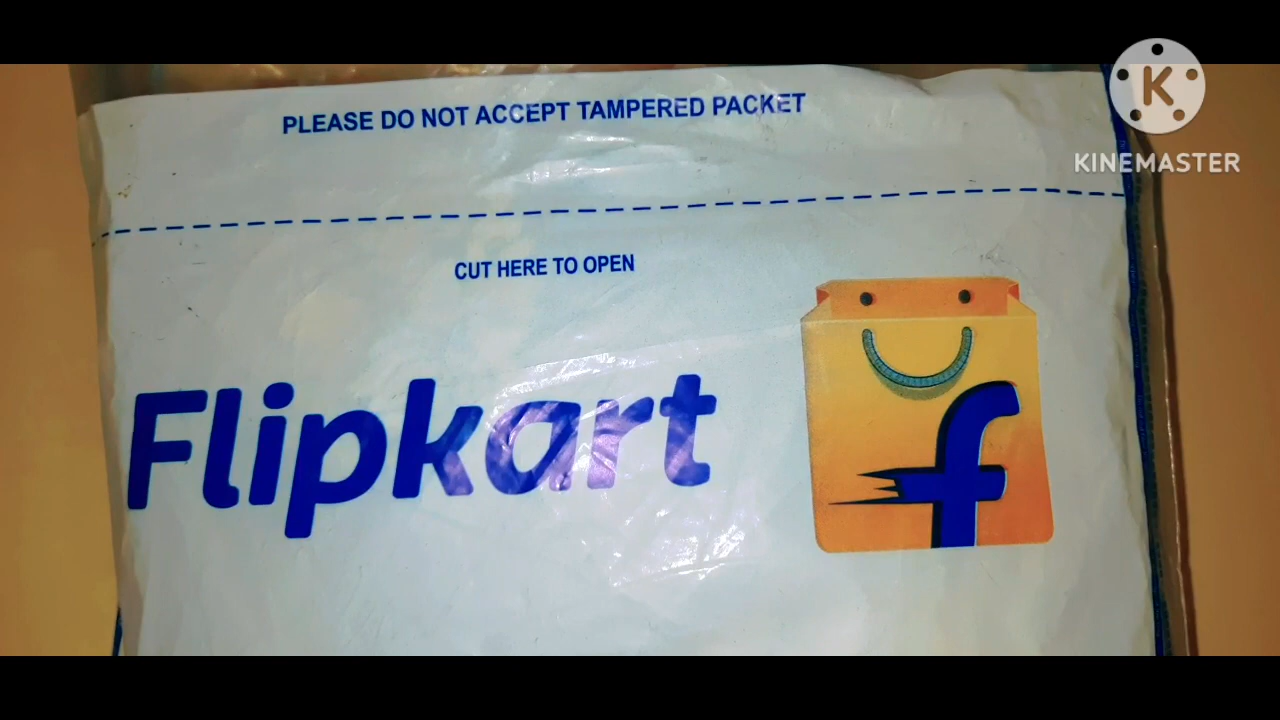 PLEASE DO NOT ACCEPT TAMPERED PACKET
K
KINEMASTER
CUT HERE TO OPEN
Flipkart
f